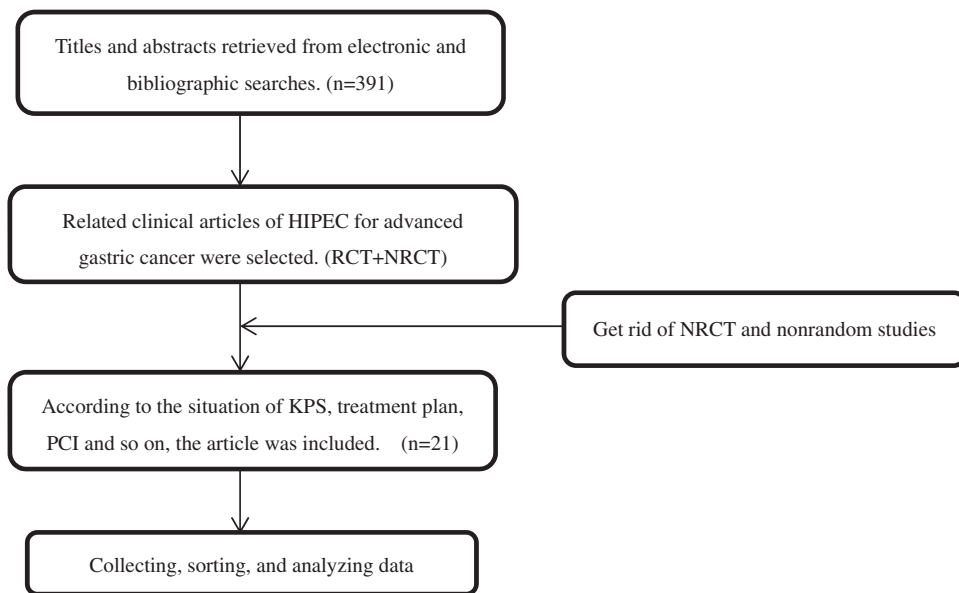 Titles and abstracts retrieved from electronic and
bibliographic searches. (n=391)
Related clinical articles of HIPEC for advanced
gastric cancer were selected. (RCT+NRCT)
Get rid of NRCT and nonrandom studies
According to the situation of KPS, treatment plan,
PCI and so on, the article was included. (n=21)
Collecting, sorting, and analyzing data